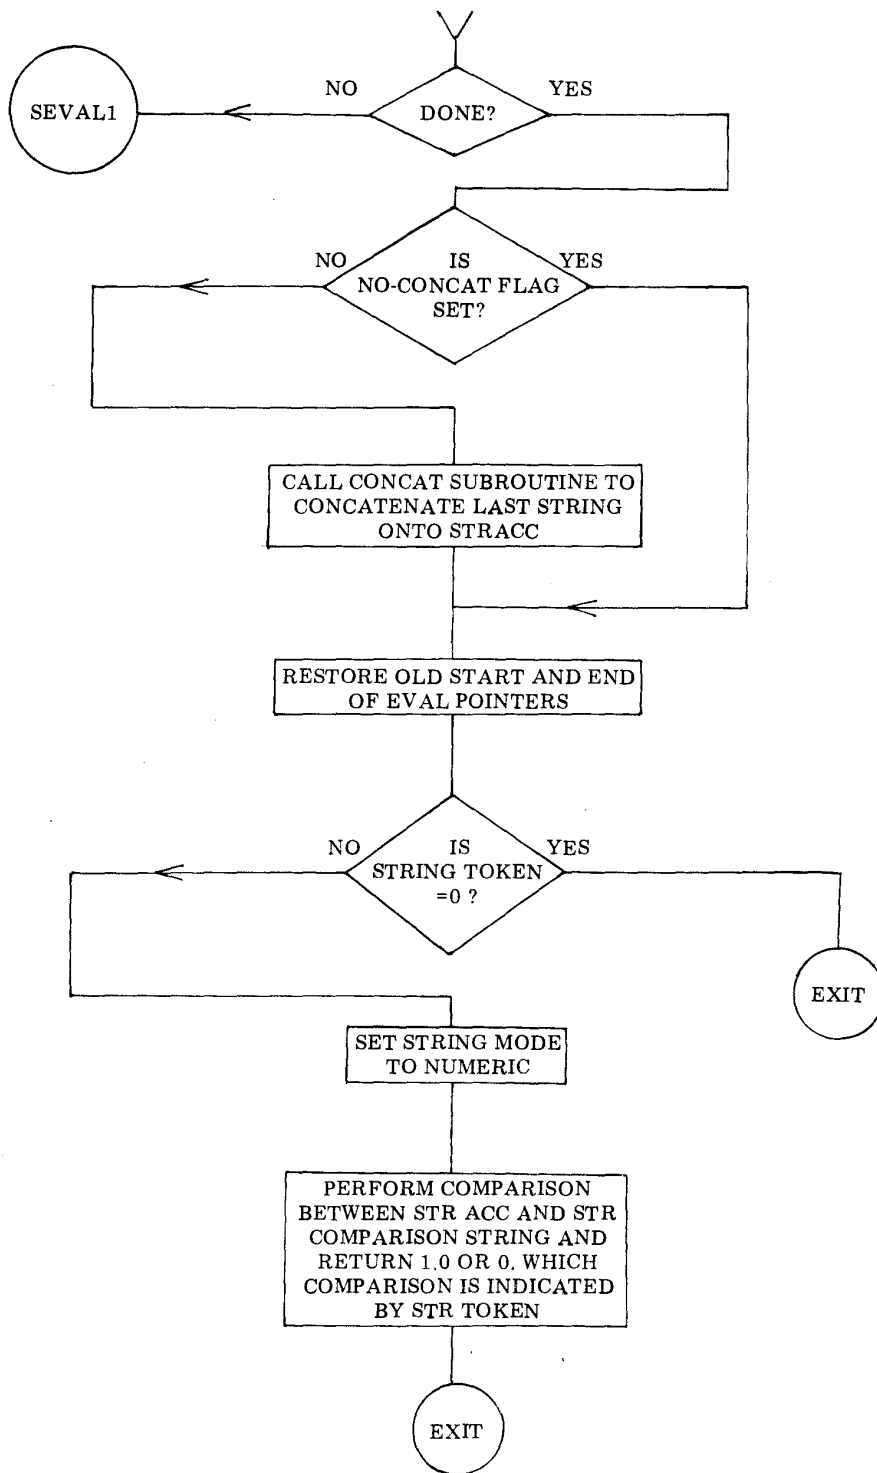 NO
YES
SEVAL1
DONE?
NO
IS
YES
NO-CONCAT FLAG
SET?
CALL CONCAT SUBROUTINE TO
CONCATENATE LAST STRING
ONTO STRACC
RESTORE OLD START AND END
OF EVAL POINTERS
NO
IS
YES
STRING TOKEN
=0 ?
EXIT
SET STRING MODE
TO NUMERIC
PERFORM COMPARISON
BETWEEN STR ACC AND STR
COMPARISON STRING AND
RETURN 1.0 OR 0. WHICH
COMPARISON IS INDICATED
BY STR TOKEN
EXIT